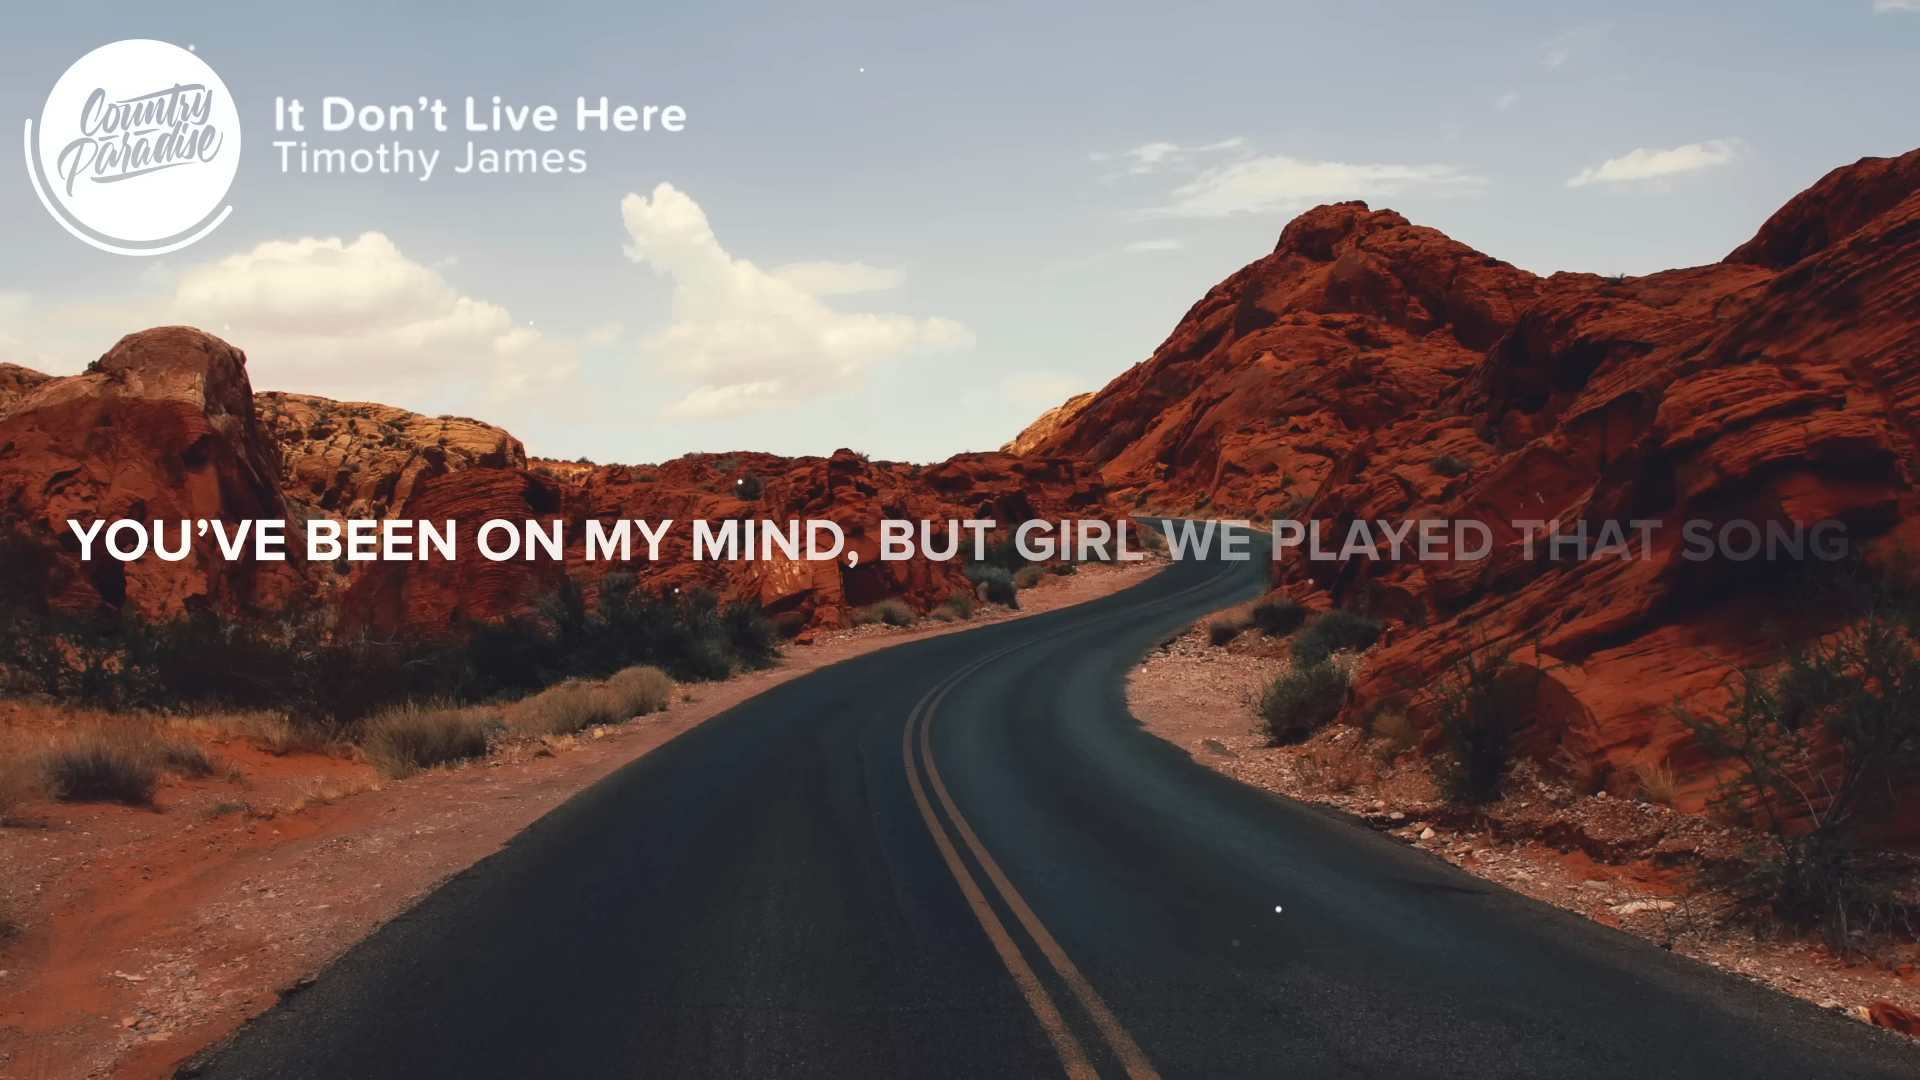 Country
Paradise
It Don’t Live Here
Timothy James
YOU’VE BEEN ON MY MIND, BUT GIRL WE PLAYED THAT SONG